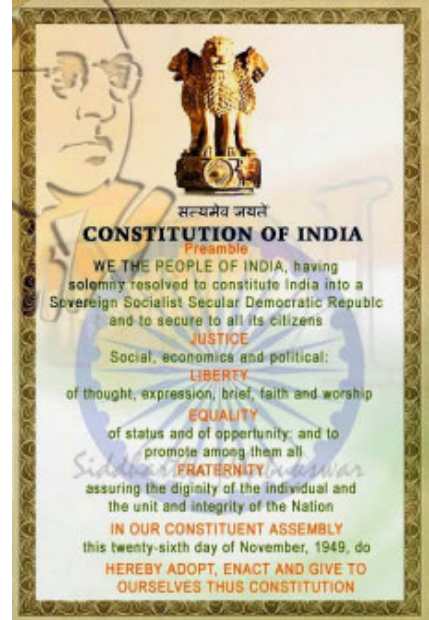 सत्यमेव जयते
CONSTITUTION OF INDIA
Preamble
WE THE PEOPLE OF INDIA, having
solemny resolved to constitute India into a
Sovereign Socialist Secular Democratic Republc
and to secure to all its citizens
JUSTICE
Social, economics and political:
LIBERTY
of thought, expression, brief, faith and worship
EQUALITY
of status and of opportunity; and to
promote among them all
FRATERNITY
assuring the diginity of the individual and
the unit and integrity of the Nation
IN OUR CONSTITUENT ASSEMBLY
this twenty-sixth day of November, 1949, do
HEREBY ADOPT, ENACT AND GIVE TO
OURSELVES THUS CONSTITUTION